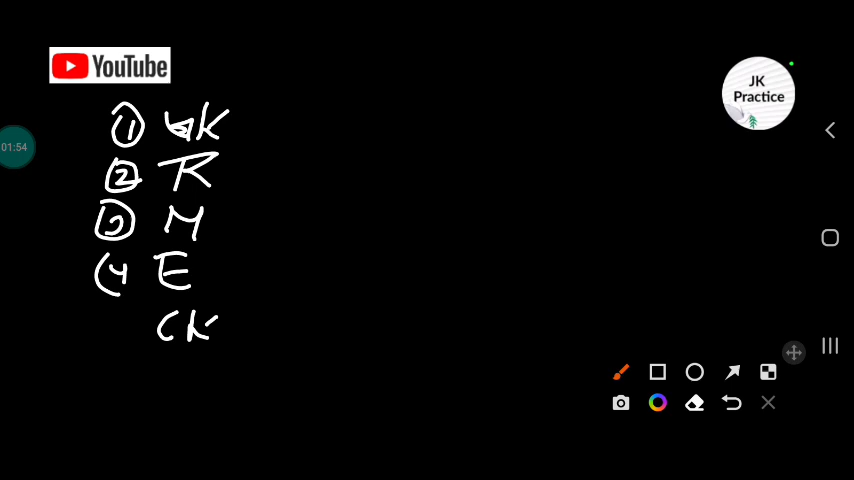 YouTube
JK
Practice
01:54
① GK
② R
③ M
④ E
CK